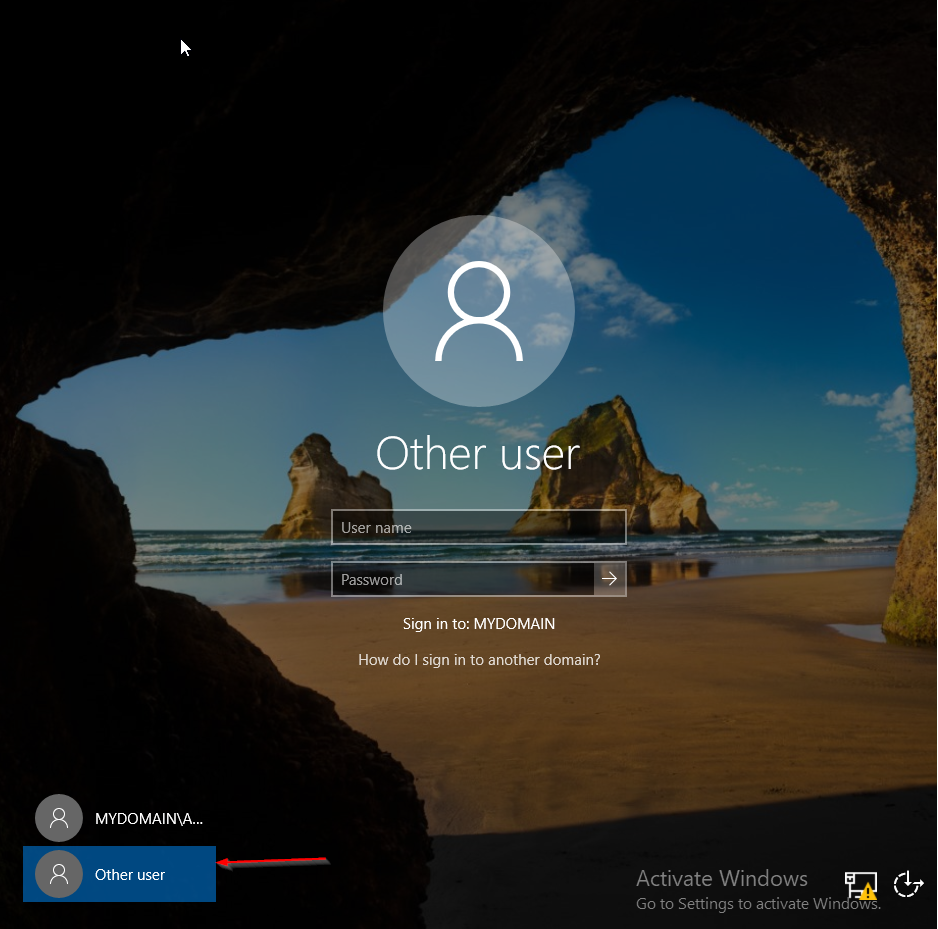 Other user
User name
Password
Sign in to: MYDOMAIN
How do I sign in to another domain?
MYDOMAIN\A...
Other user
Activate Windows
Go to Settings to activate Windows.